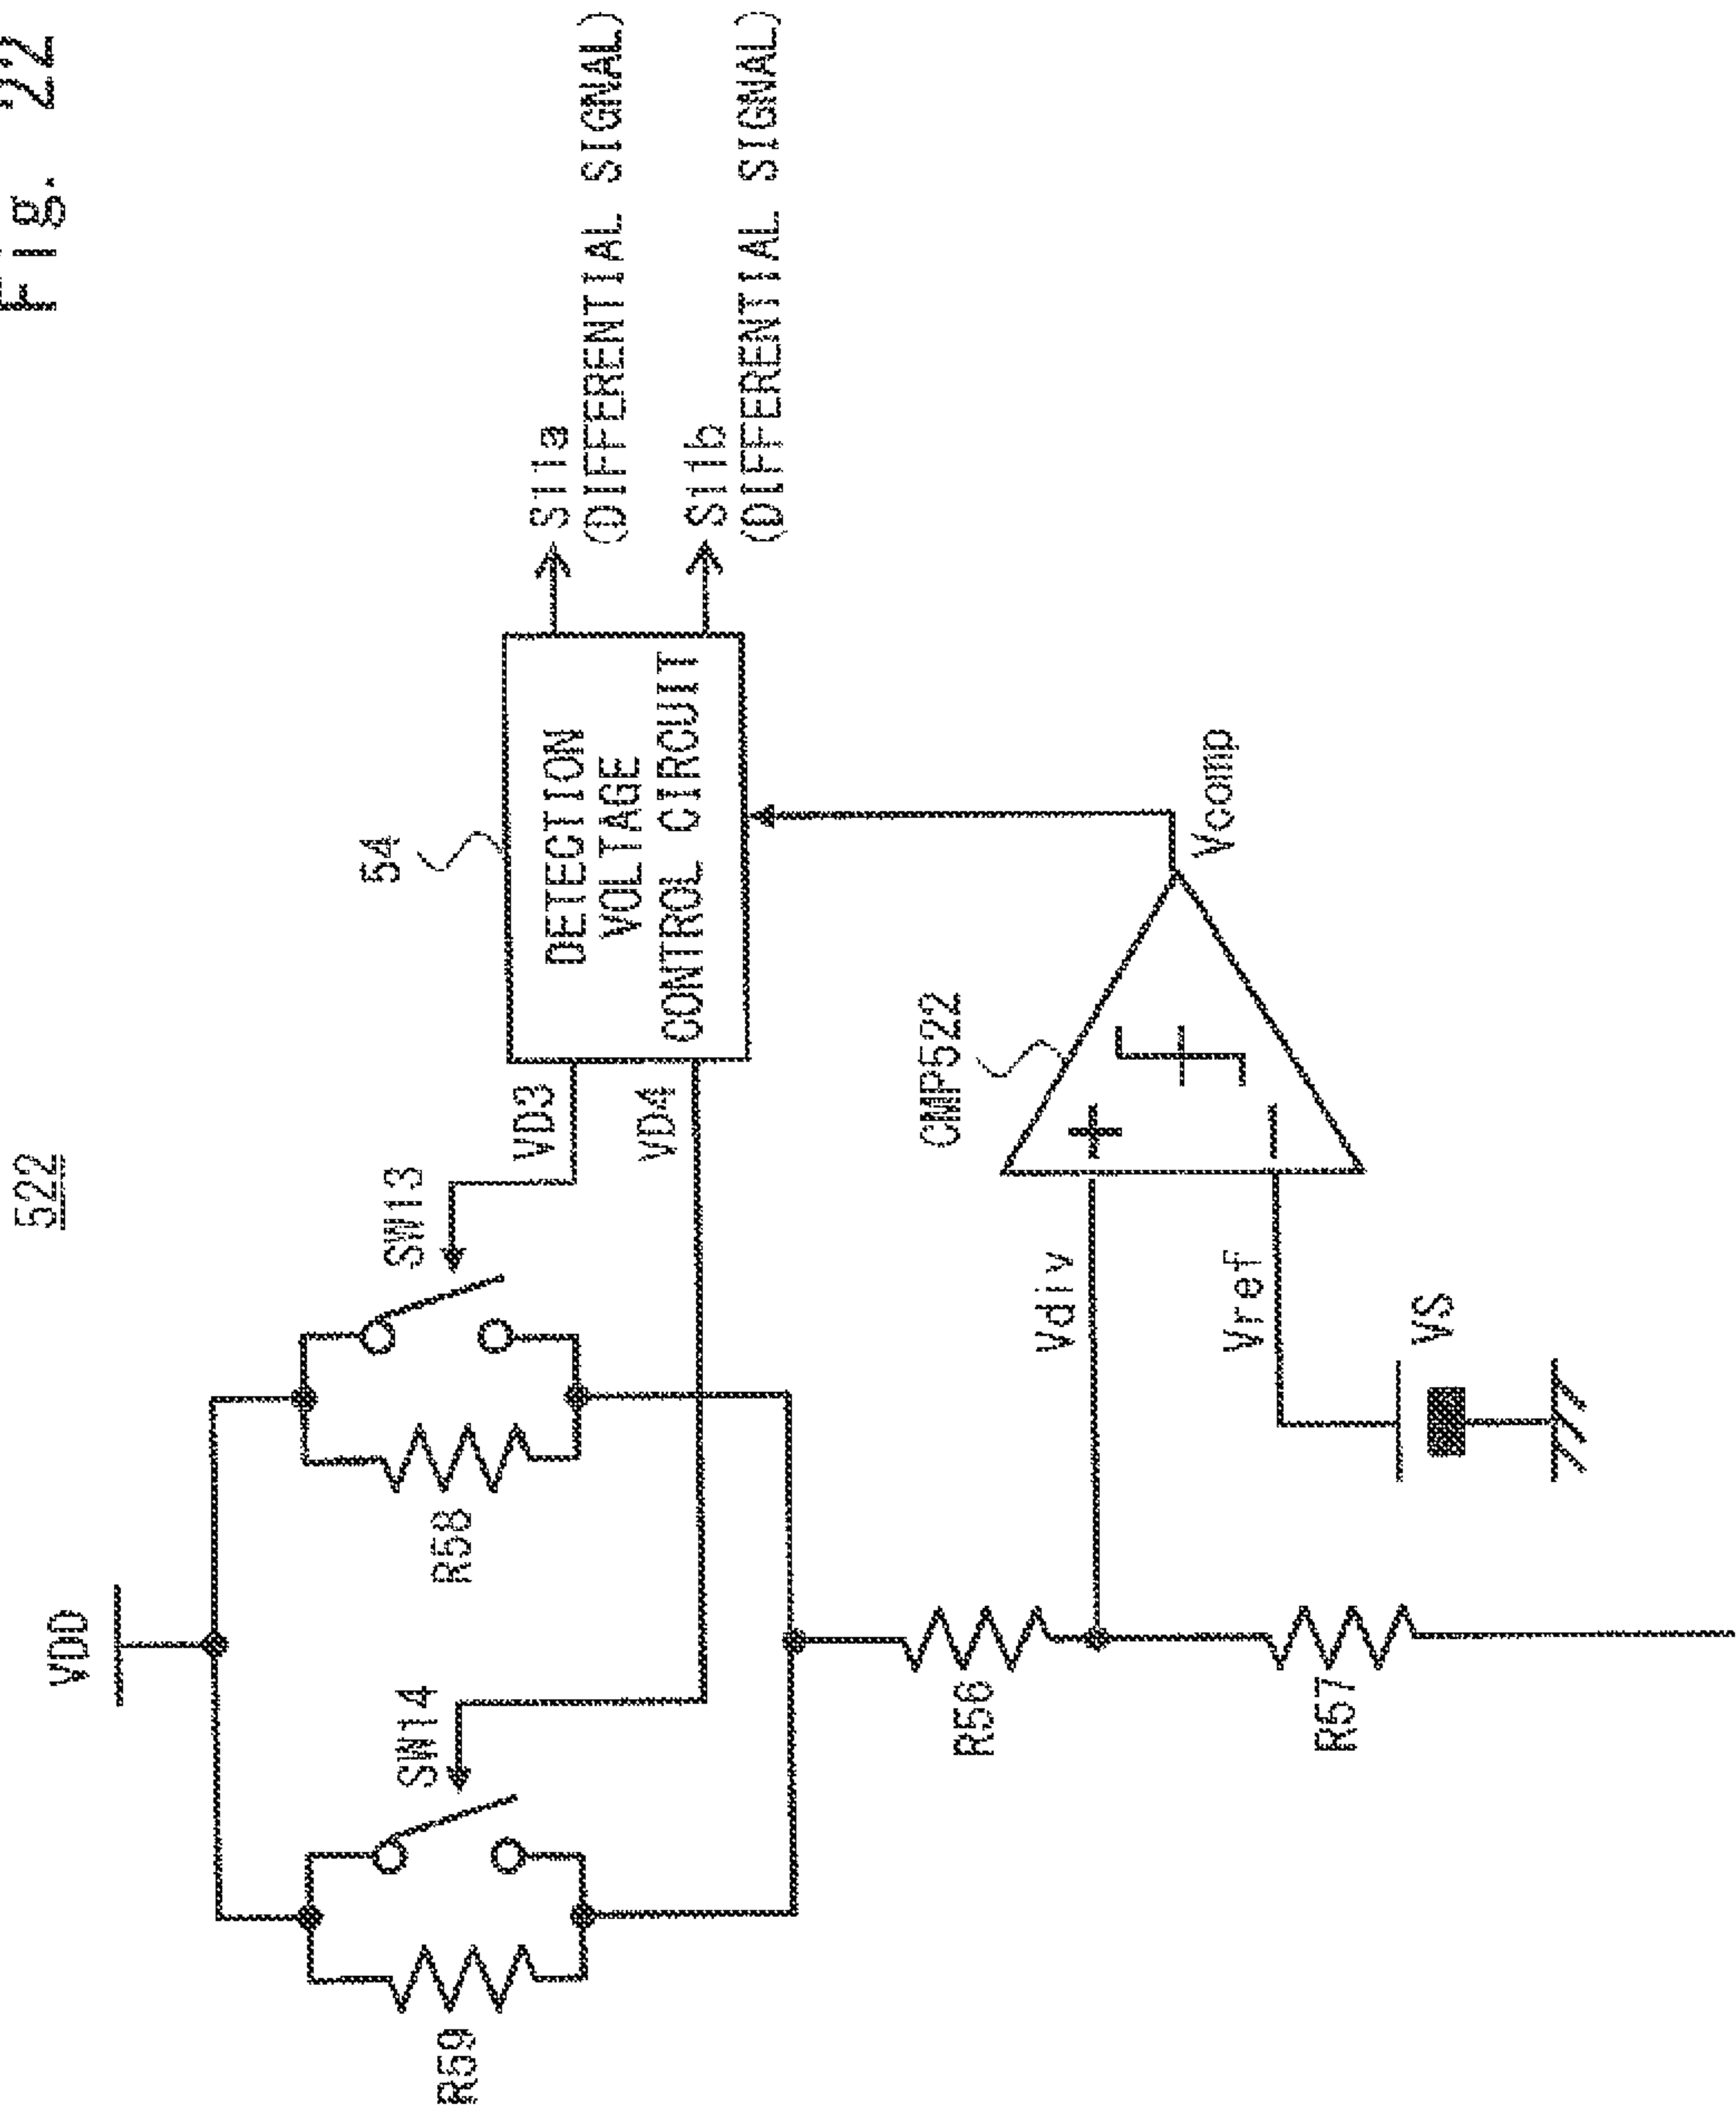 Fig. 22
522
VDD
SW14
SW13
R59
R58
VD3
VD4
54
DETECTION
VOLTAGE
CONTROL CIRCUIT
S11a
(DIFFERENTIAL SIGNAL)
S11b
(DIFFERENTIAL SIGNAL)
R56
R57
Vdiv
Vref
VS
CMP522
+
−
Vcomp